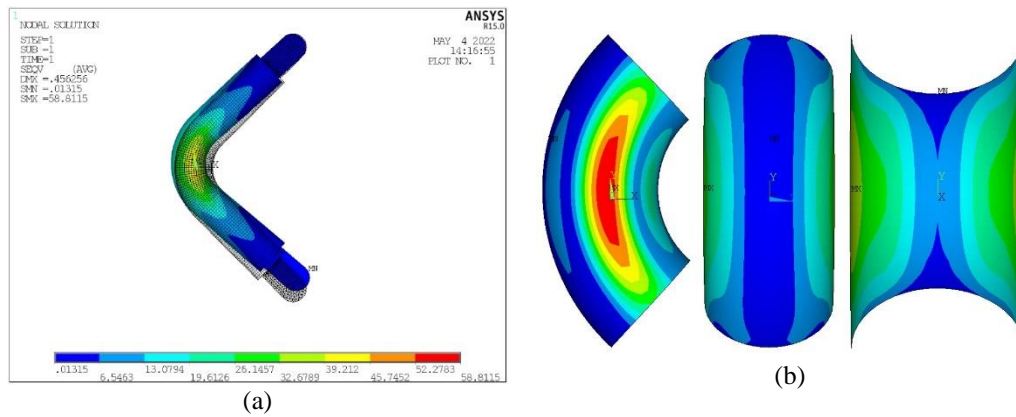 1
NODAL SOLUTION
STEP=1
SUB =1
TIME=1
SEQV (AVG)
DMX =.456256
SMN =.01315
SMX =58.8115
ANSYS
R15.0
MAY 4 2022
14:16:55
PLOT NO. 1
MX
MN
.01315 13.0794 26.1457 39.212 52.2783
6.5463 19.6126 32.6789 45.7452 58.8115
(a)
MN
Y
MX
X
MN
Y
MX
MN
Y
MX
X
(b)